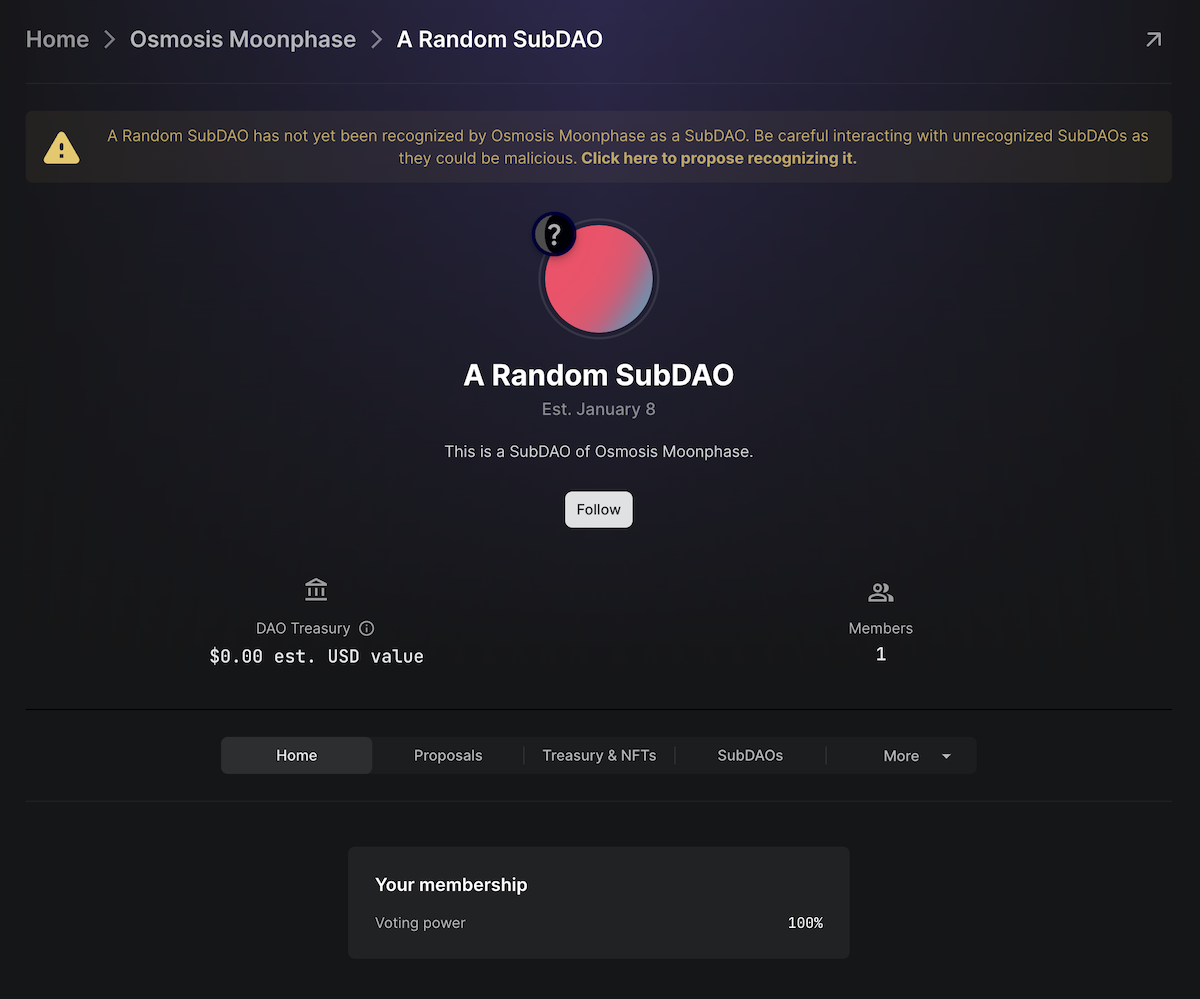 Home > Osmosis Moonphase > A Random SubDAO
A Random SubDAO has not yet been recognized by Osmosis Moonphase as a SubDAO. Be careful interacting with unrecognized SubDAOs as
they could be malicious. Click here to propose recognizing it.
?
A Random SubDAO
Est. January 8
This is a SubDAO of Osmosis Moonphase.
Follow
DAO Treasury
$0.00 est. USD value
Members
1
Home
Proposals
Treasury & NFTs
SubDAOs
More
Your membership
Voting power 100%